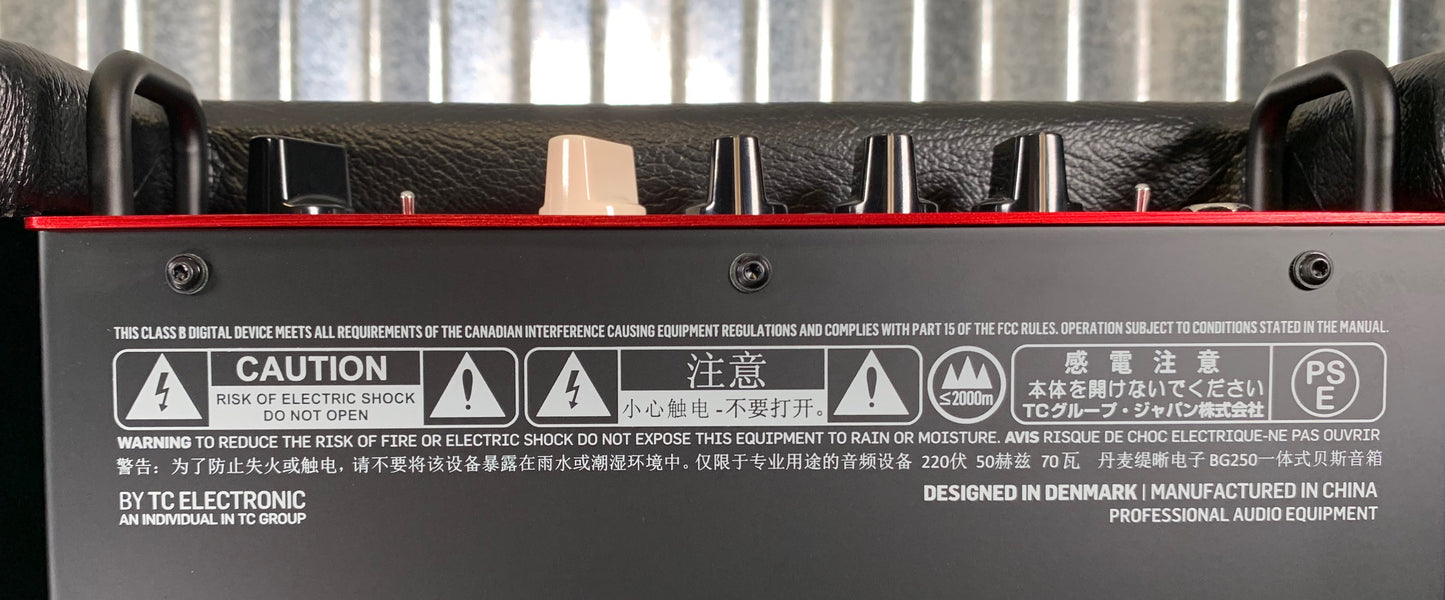 THIS CLASS B DIGITAL DEVICE MEETS ALL REQUIREMENTS OF THE CANADIAN INTERFERENCE CAUSING EQUIPMENT REGULATIONS AND COMPLIES WITH PART 15 OF THE FCC RULES. OPERATION SUBJECT TO CONDITIONS STATED IN THE MANUAL.
CAUTION
RISK OF ELECTRIC SHOCK
DO NOT OPEN
注意
小心触电-不要打开。
≤2000m
感電注意
本体を開けないでください
TCグループ・ジャパン株式会社
PS
E
WARNING TO REDUCE THE RISK OF FIRE OR ELECTRIC SHOCK DO NOT EXPOSE THIS EQUIPMENT TO RAIN OR MOISTURE. AVIS RISQUE DE CHOC ELECTRIQUE-NE PAS OUVRIR
警告：为了防止失火或触电，请不要将该设备暴露在雨水或潮湿环境中。仅限于专业用途的音频设备 220伏 50赫兹 70瓦 丹麦缇晰电子 BG250一体式贝斯音箱
BY TC ELECTRONIC
AN INDIVIDUAL IN TC GROUP
DESIGNED IN DENMARK | MANUFACTURED IN CHINA
PROFESSIONAL AUDIO EQUIPMENT